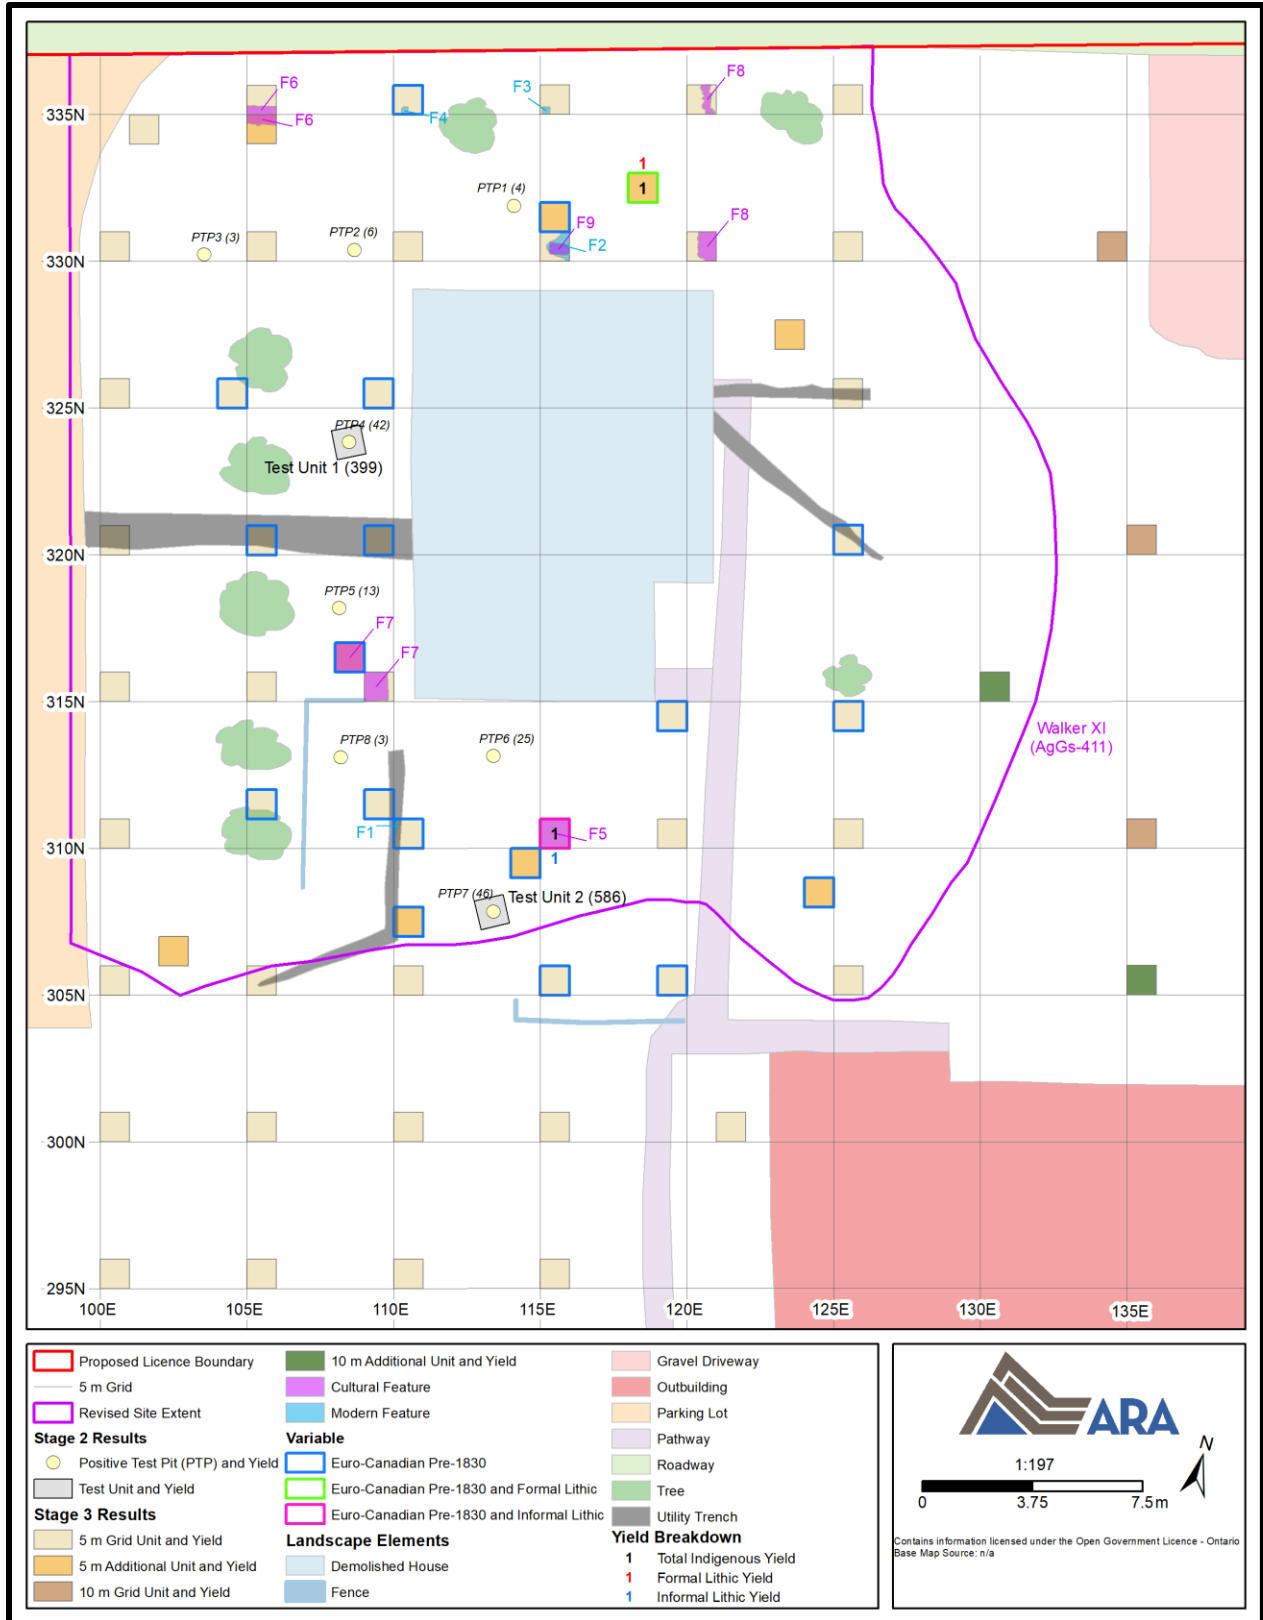 F6
F8
F3
335N
F4
F6
1
1
PTP1 (4)
F8
F9
PTP3 (3)
PTP2 (6)
F2
330N
325N
PTP4 (42)
Test Unit 1 (399)
320N
PTP5 (13)
F7
F7
315N
Walker XI
(AgGs-411)
PTP8 (3)
PTP6 (25)
F1
1
F5
310N
1
PTP7 (46)
Test Unit 2 (586)
305N
300N
295N
100E 105E 110E 115E 120E 125E 130E 135E
Proposed Licence Boundary
5 m Grid
Revised Site Extent
Stage 2 Results
Positive Test Pit (PTP) and Yield
Test Unit and Yield
Stage 3 Results
5 m Grid Unit and Yield
5 m Additional Unit and Yield
10 m Grid Unit and Yield
10 m Additional Unit and Yield
Cultural Feature
Modern Feature
Variable
Euro-Canadian Pre-1830
Euro-Canadian Pre-1830 and Formal Lithic
Euro-Canadian Pre-1830 and Informal Lithic
Landscape Elements
Demolished House
Fence
Gravel Driveway
Outbuilding
Parking Lot
Pathway
Roadway
Tree
Utility Trench
Yield Breakdown
1 Total Indigenous Yield
1 Formal Lithic Yield
1 Informal Lithic Yield
ARA
N
1:197
0 3.75 7.5 m
Contains information licensed under the Open Government Licence - Ontario
Base Map Source: n/a